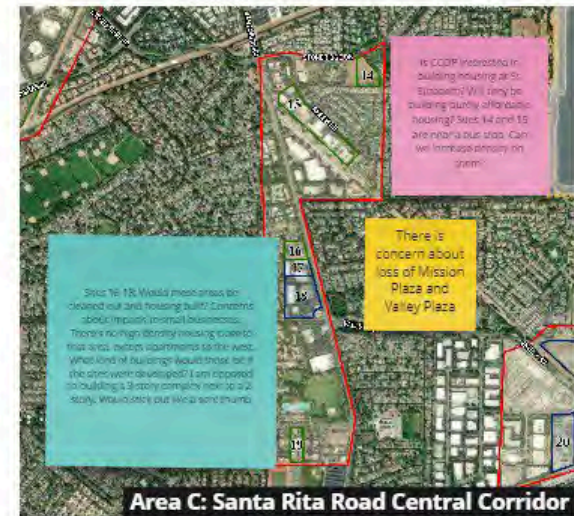 14
Is CCOP interesting in
building housing at St.
Elizabeth? Will they be
building purely affordable
housing? Sites 14 and 15
are near a bus stop. Can
we increase density on
them?
15
There is
concern about
loss of Mission
Plaza and
Valley Plaza
16
17
18
Sites 16-18: Would these areas be
cleared out and housing built? Concerns
about impacts to small businesses.
There's no high density housing close to
that area, except apartments to the west.
What kind of buildings would those be if
the sites were developed? I am opposed
to building a 3-story complex next to a 2-
story. Would stick out like a sore thumb.
19
20
Area C: Santa Rita Road Central Corridor